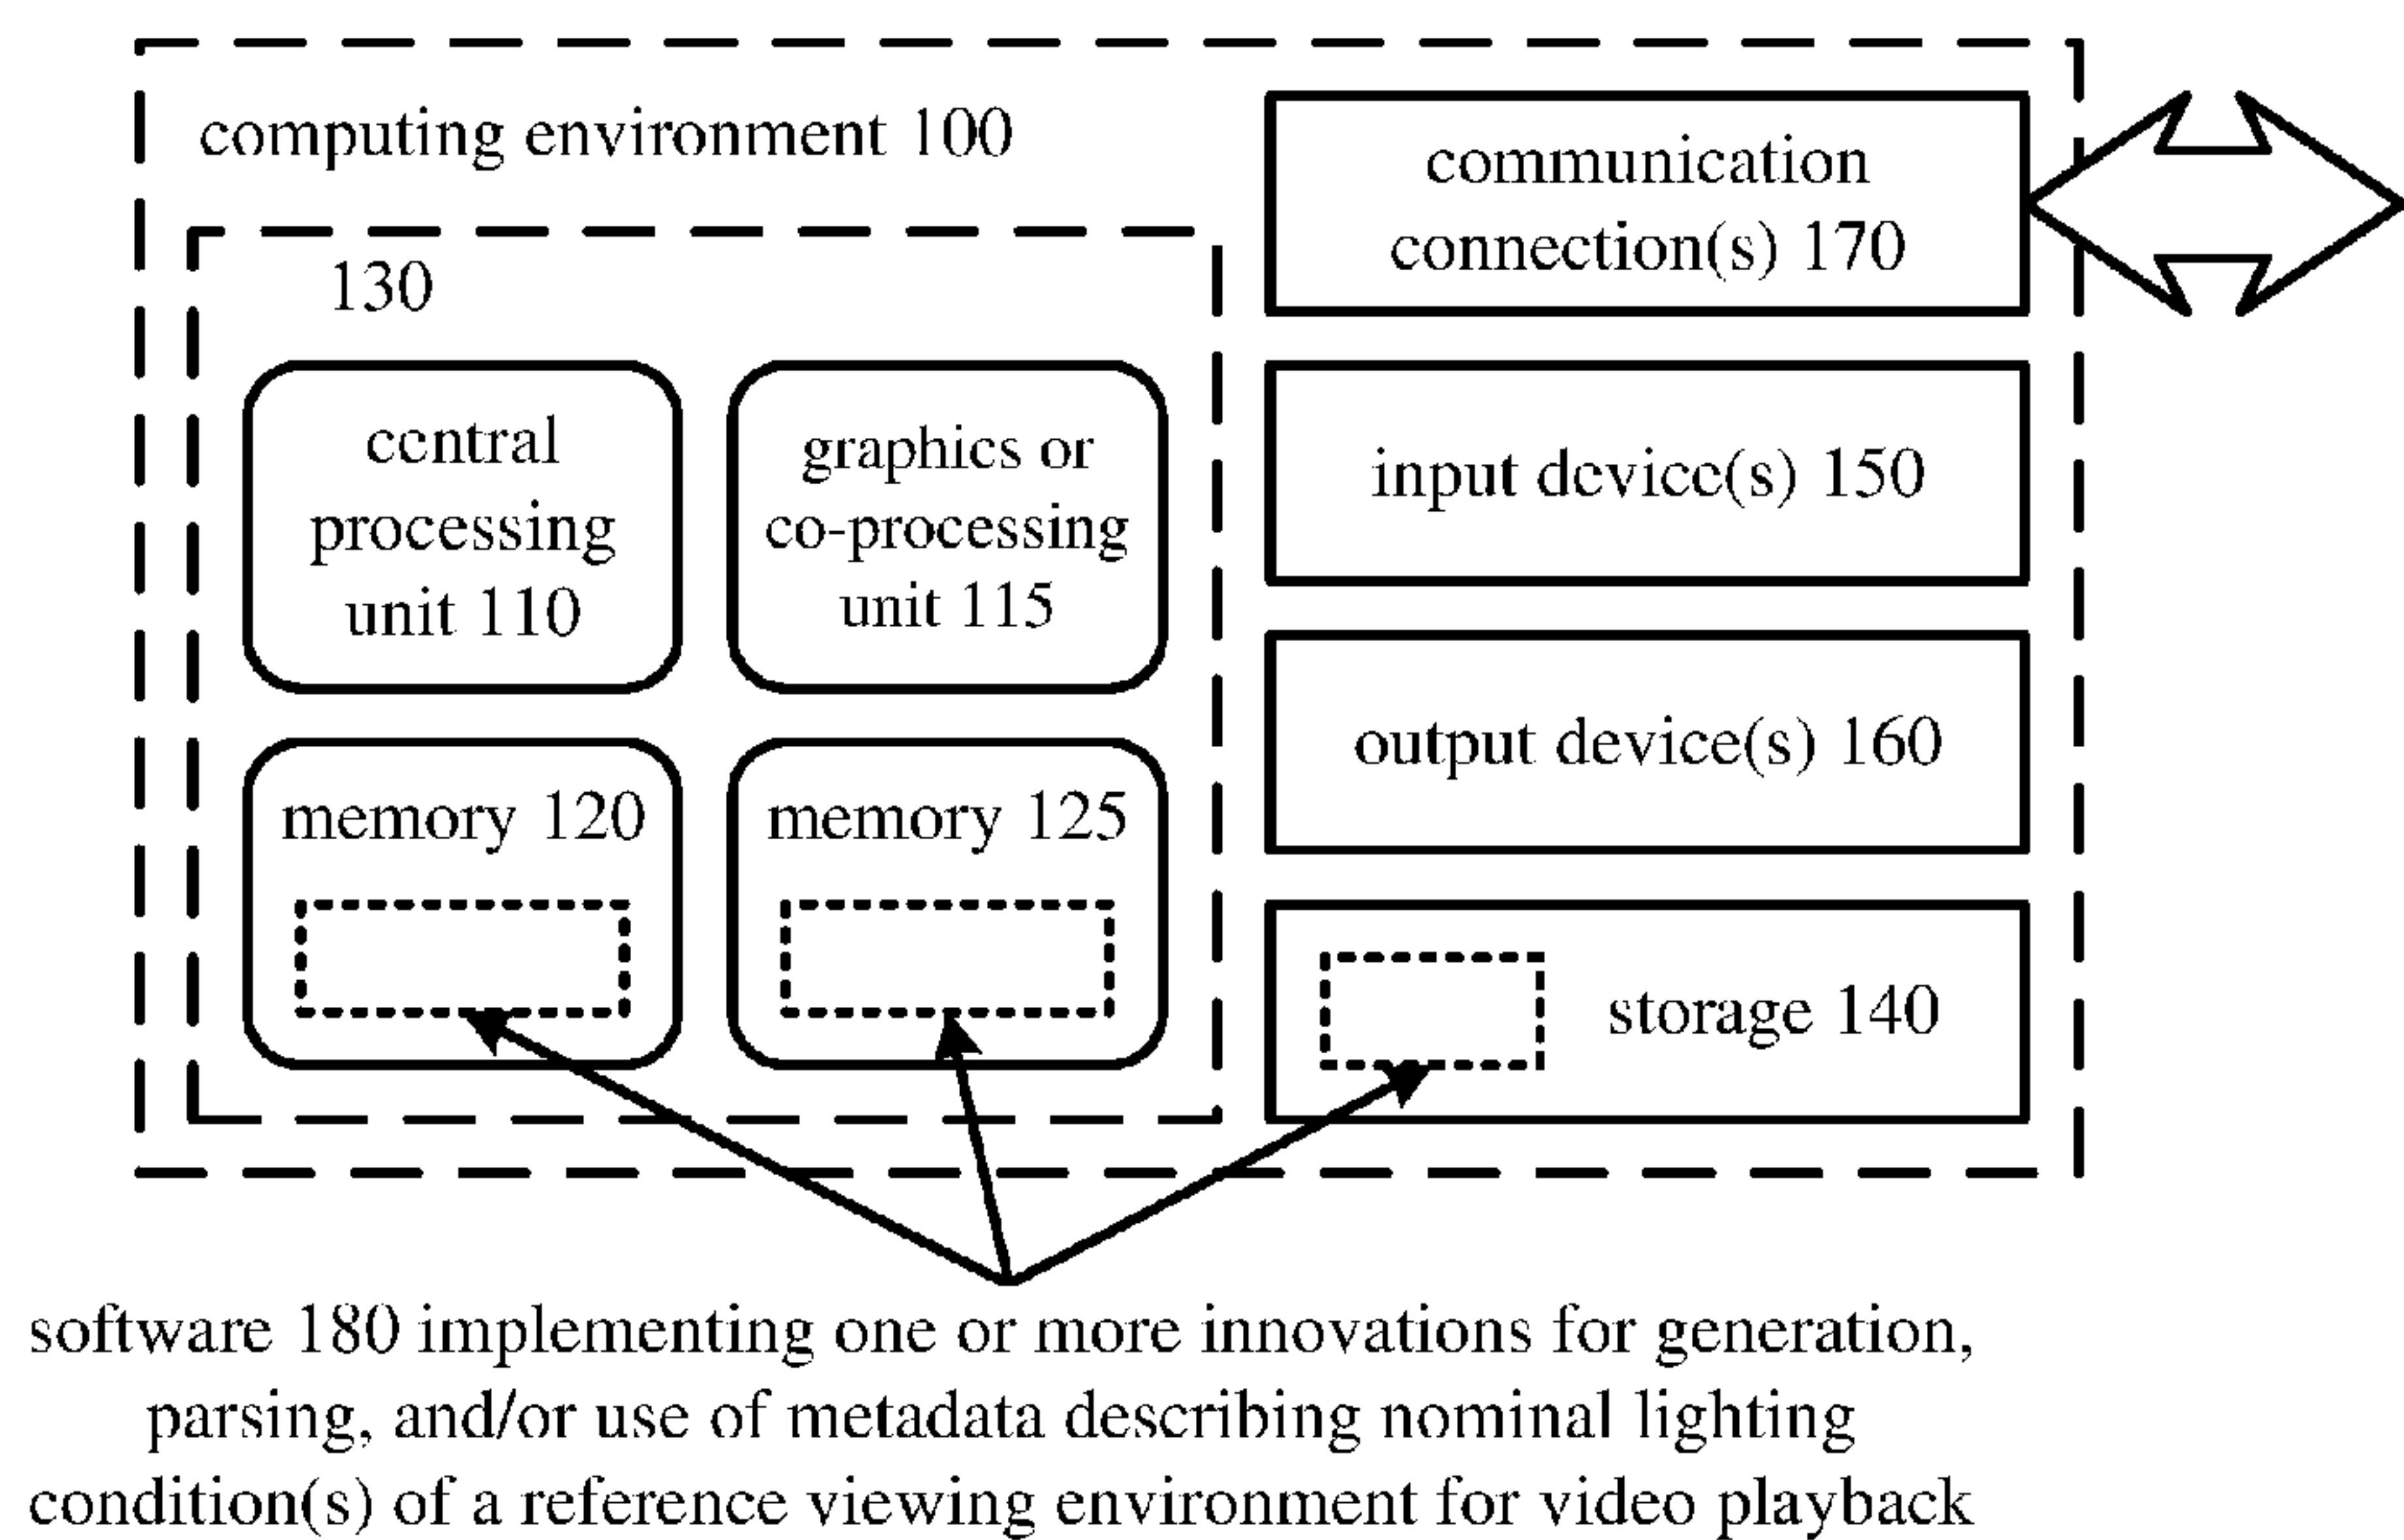 computing environment 100
130
central
processing
unit 110
graphics or
co-processing
unit 115
memory 120
memory 125
communication
connection(s) 170
input device(s) 150
output device(s) 160
storage 140
software 180 implementing one or more innovations for generation,
parsing, and/or use of metadata describing nominal lighting
condition(s) of a reference viewing environment for video playback